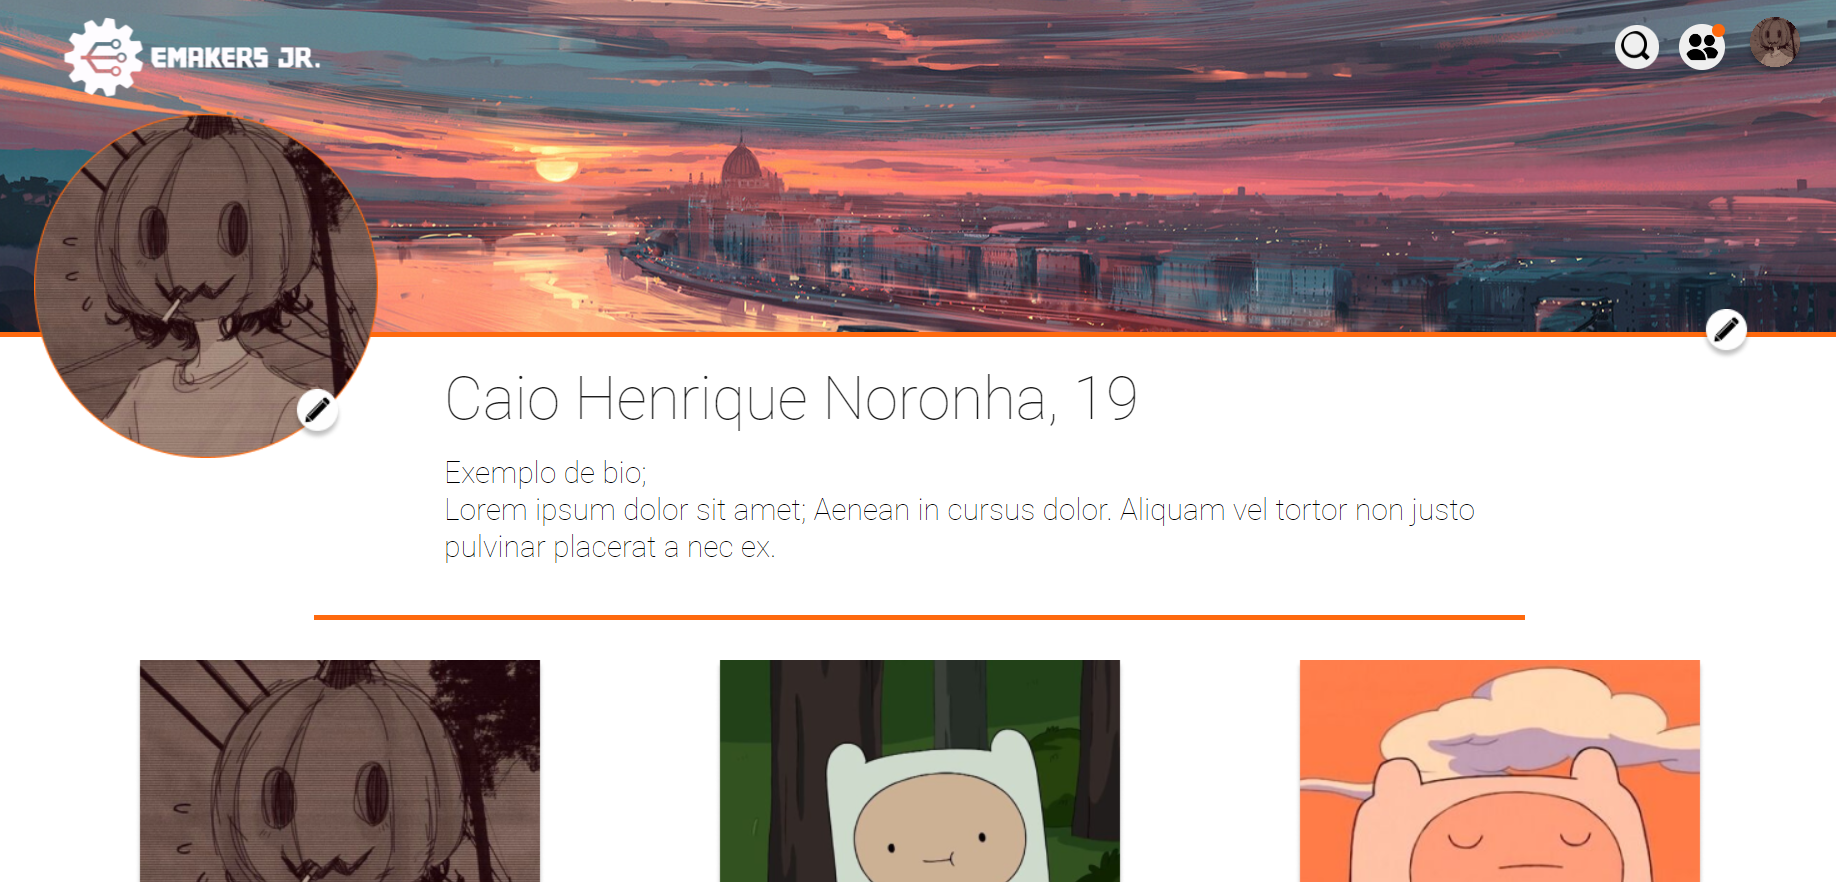 EMAKERS JR.
Caio Henrique Noronha, 19
Exemplo de bio;
Lorem ipsum dolor sit amet; Aenean in cursus dolor. Aliquam vel tortor non justo
pulvinar placerat a nec ex.